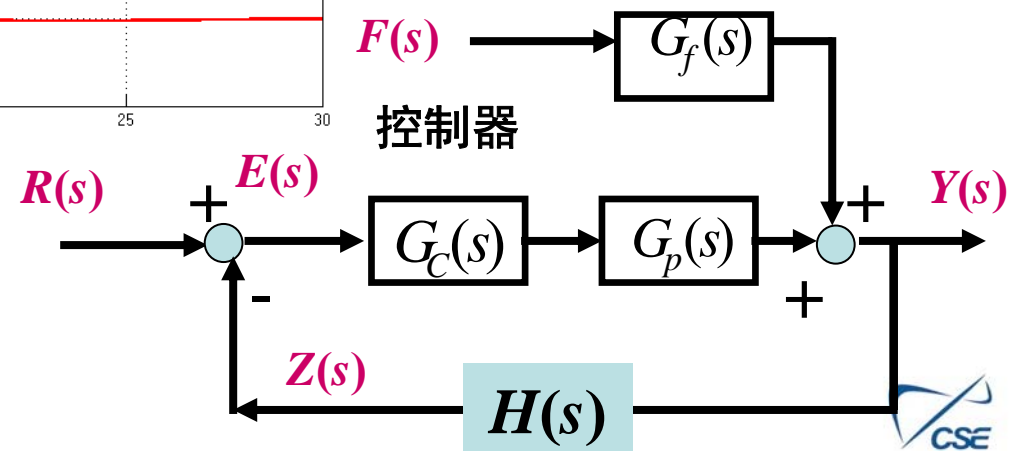 25
30
F(s)
G_f(s)
控制器
R(s)
+
E(s)
G_C(s)
G_p(s)
+
Y(s)
-
+
Z(s)
H(s)
CSE